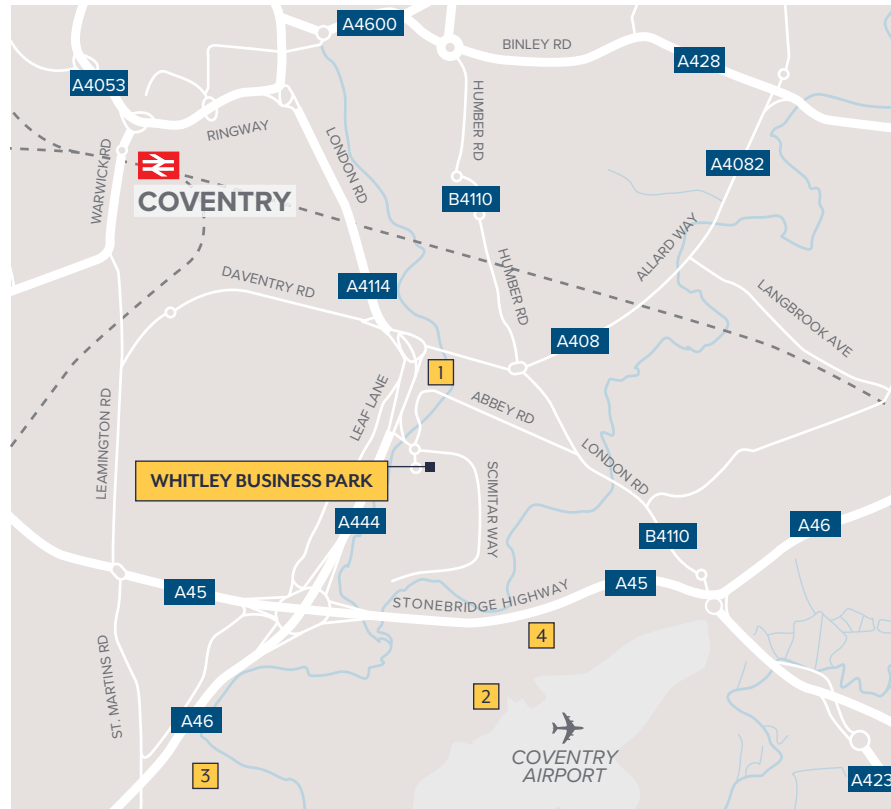 A4600
BINLEY RD
A428
A4053
HUMBER RD
RINGWAY
LONDON RD
WARWICK RD
A4082
COVENTRY
B4110
ALLARD WAY
DAVENTRY RD
HUMBER RD
A4114
LANGBROOK AVE
A408
1
ABBEY RD
LEAF LANE
LEAMINGTON RD
WHITLEY BUSINESS PARK
SCIMITAR WAY
LONDON RD
A444
A46
B4110
A45
A45
STONEBRIDGE HIGHWAY
4
ST. MARTINS RD
2
A46
COVENTRY
AIRPORT
3
A423